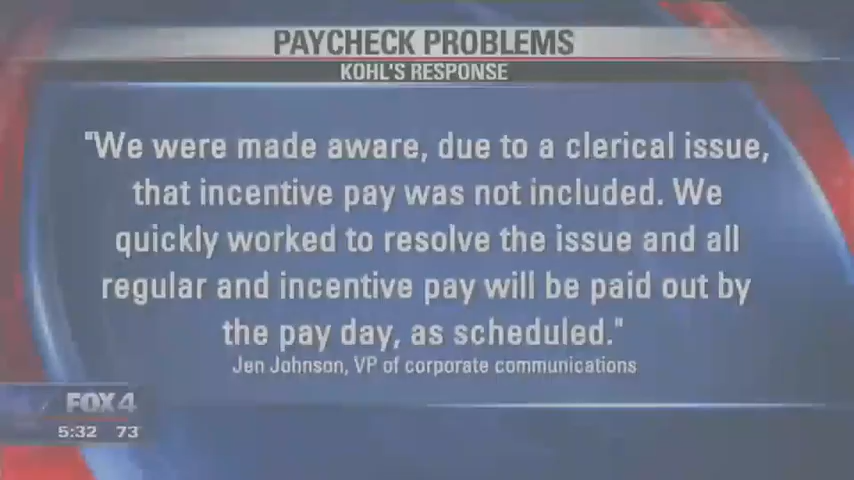 PAYCHECK PROBLEMS
KOHL'S RESPONSE
"We were made aware, due to a clerical issue,
that incentive pay was not included. We
quickly worked to resolve the issue and all
regular and incentive pay will be paid out by
the pay day, as scheduled."
Jen Johnson, VP of corporate communications
FOX 4
5:32 73